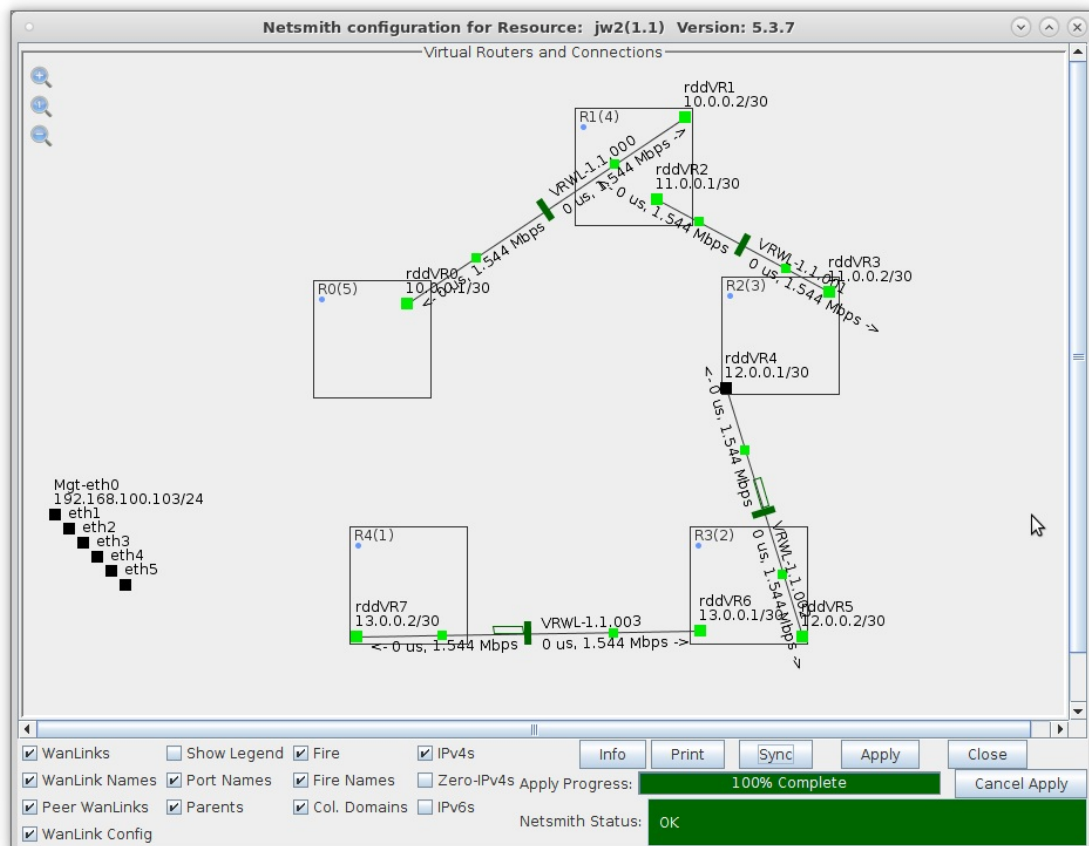 Netsmith configuration for Resource: jw2(1.1) Version: 5.3.7
Virtual Routers and Connections
rddVR1
10.0.0.2/30
R1(4)
VRWL-1.1.000
0 us, 1.544 Mbps ->
<- 0 us, 1.544 Mbps
rddVR2
11.0.0.1/30
<- 0 us, 1.544 Mbps
VRWL-1.1.001
0 us, 1.544 Mbps ->
rddVR3
11.0.0.2/30
rddVR0
10.0.0.1/30
R0(5)
R2(3)
rddVR4
12.0.0.1/30
<- 0 us, 1.544 Mbps
VRWL-1.1.002
0 us, 1.544 Mbps ->
Mgt-eth0
192.168.100.103/24
eth1
eth2
eth3
eth4
eth5
R4(1)
R3(2)
rddVR7
13.0.0.2/30
VRWL-1.1.003
<- 0 us, 1.544 Mbps
0 us, 1.544 Mbps ->
rddVR6
13.0.0.1/30
rddVR5
12.0.0.2/30
WanLinks Show Legend Fire IPv4s Info Print Sync Apply Close
WanLink Names Port Names Fire Names Zero-IPv4s Apply Progress: 100% Complete Cancel Apply
Peer WanLinks Parents Col. Domains IPv6s
Netsmith Status: OK
WanLink Config